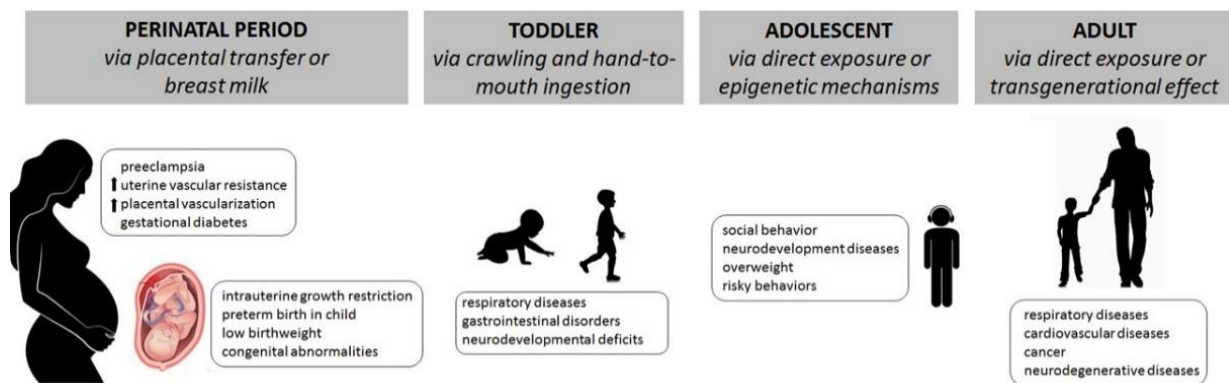 PERINATAL PERIOD
via placental transfer or
breast milk
TODDLER
via crawling and hand-to-
mouth ingestion
ADOLESCENT
via direct exposure or
epigenetic mechanisms
ADULT
via direct exposure or
transgenerational effect
preeclampsia
⬆ uterine vascular resistance
⬆ placental vascularization
gestational diabetes
intrauterine growth restriction
preterm birth in child
low birthweight
congenital abnormalities
respiratory diseases
gastrointestinal disorders
neurodevelopmental deficits
social behavior
neurodevelopment diseases
overweight
risky behaviors
respiratory diseases
cardiovascular diseases
cancer
neurodegenerative diseases